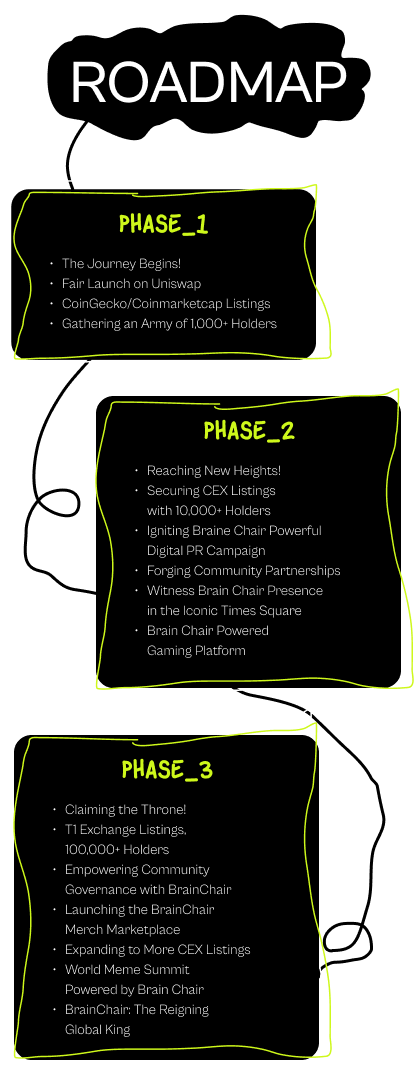 ROADMAP
PHASE_1
• The Journey Begins!
• Fair Launch on Uniswap
• CoinGecko/Coinmarketcap Listings
• Gathering an Army of 1,000+ Holders
PHASE_2
• Reaching New Heights!
• Securing CEX Listings
with 10,000+ Holders
• Igniting Braine Chair Powerful
Digital PR Campaign
• Forging Community Partnerships
• Witness Brain Chair Presence
in the Iconic Times Square
• Brain Chair Powered
Gaming Platform
PHASE_3
• Claiming the Throne!
• T1 Exchange Listings,
100,000+ Holders
• Empowering Community
Governance with BrainChair
• Launching the BrainChair
Merch Marketplace
• Expanding to More CEX Listings
• World Meme Summit
Powered by Brain Chair
• BrainChair: The Reigning
Global King